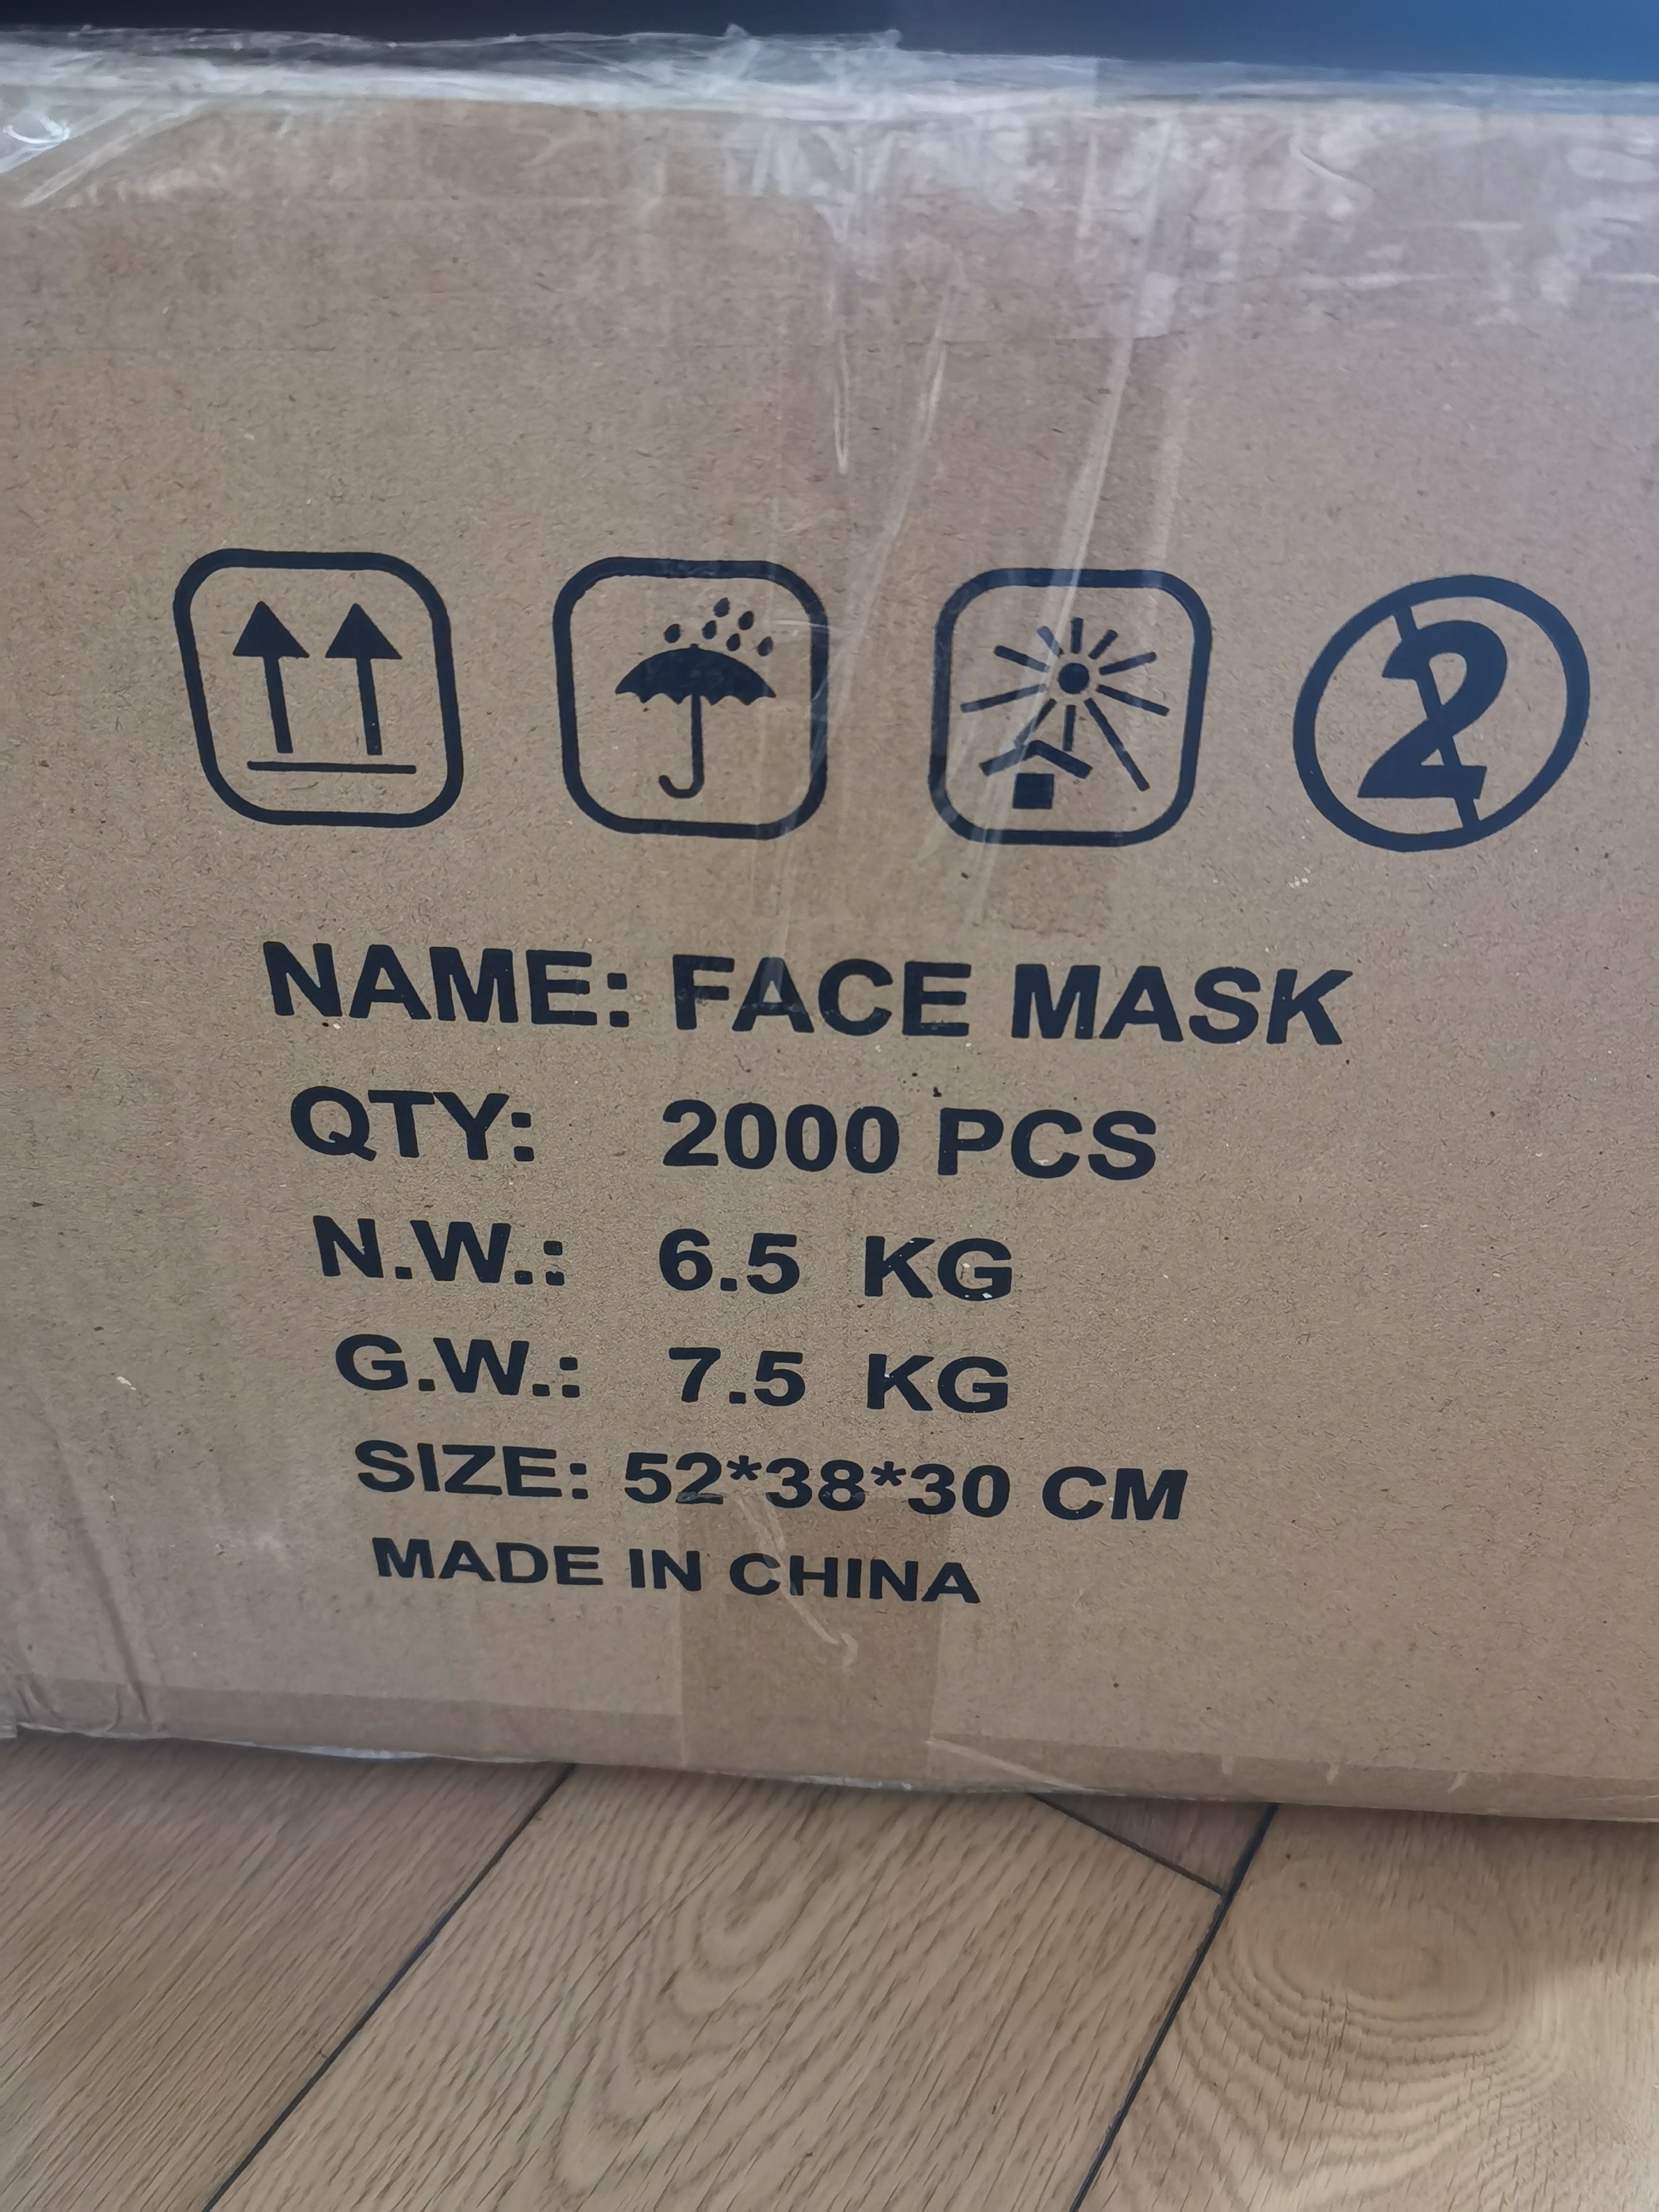 2
NAME: FACE MASK
QTY: 2000 PCS
N.W.: 6.5 KG
G.W.: 7.5 KG
SIZE: 52*38*30 CM
MADE IN CHINA